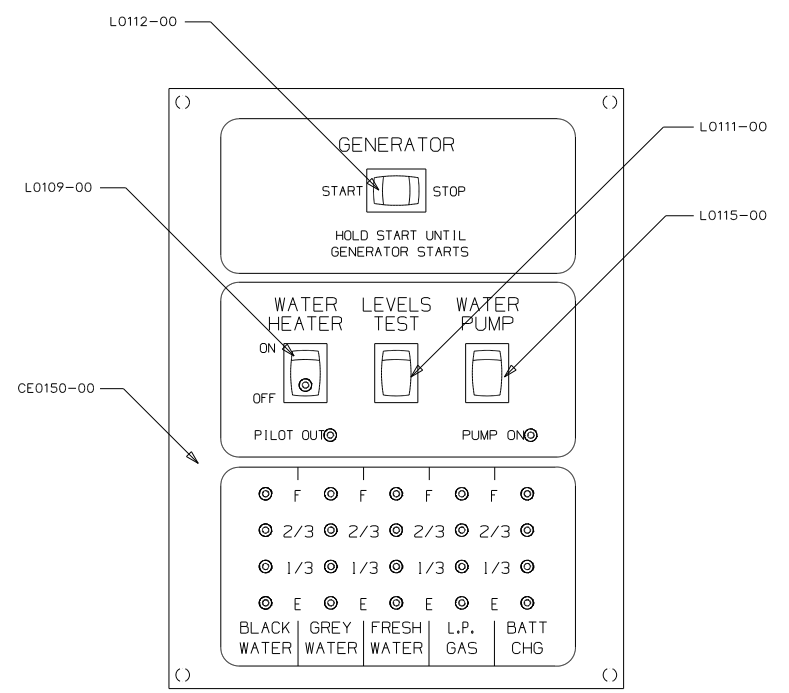 L0112-00
L0111-00
GENERATOR
L0109-00
START STOP
L0115-00
HOLD START UNTIL
GENERATOR STARTS
WATER HEATER
LEVELS TEST
WATER PUMP
ON
OFF
CE0150-00
PILOT OUT
PUMP ON
F F F F
2/3 2/3 2/3 2/3
1/3 1/3 1/3 1/3
E E E E
BLACK WATER
GREY WATER
FRESH WATER
L.P. GAS
BATT CHG